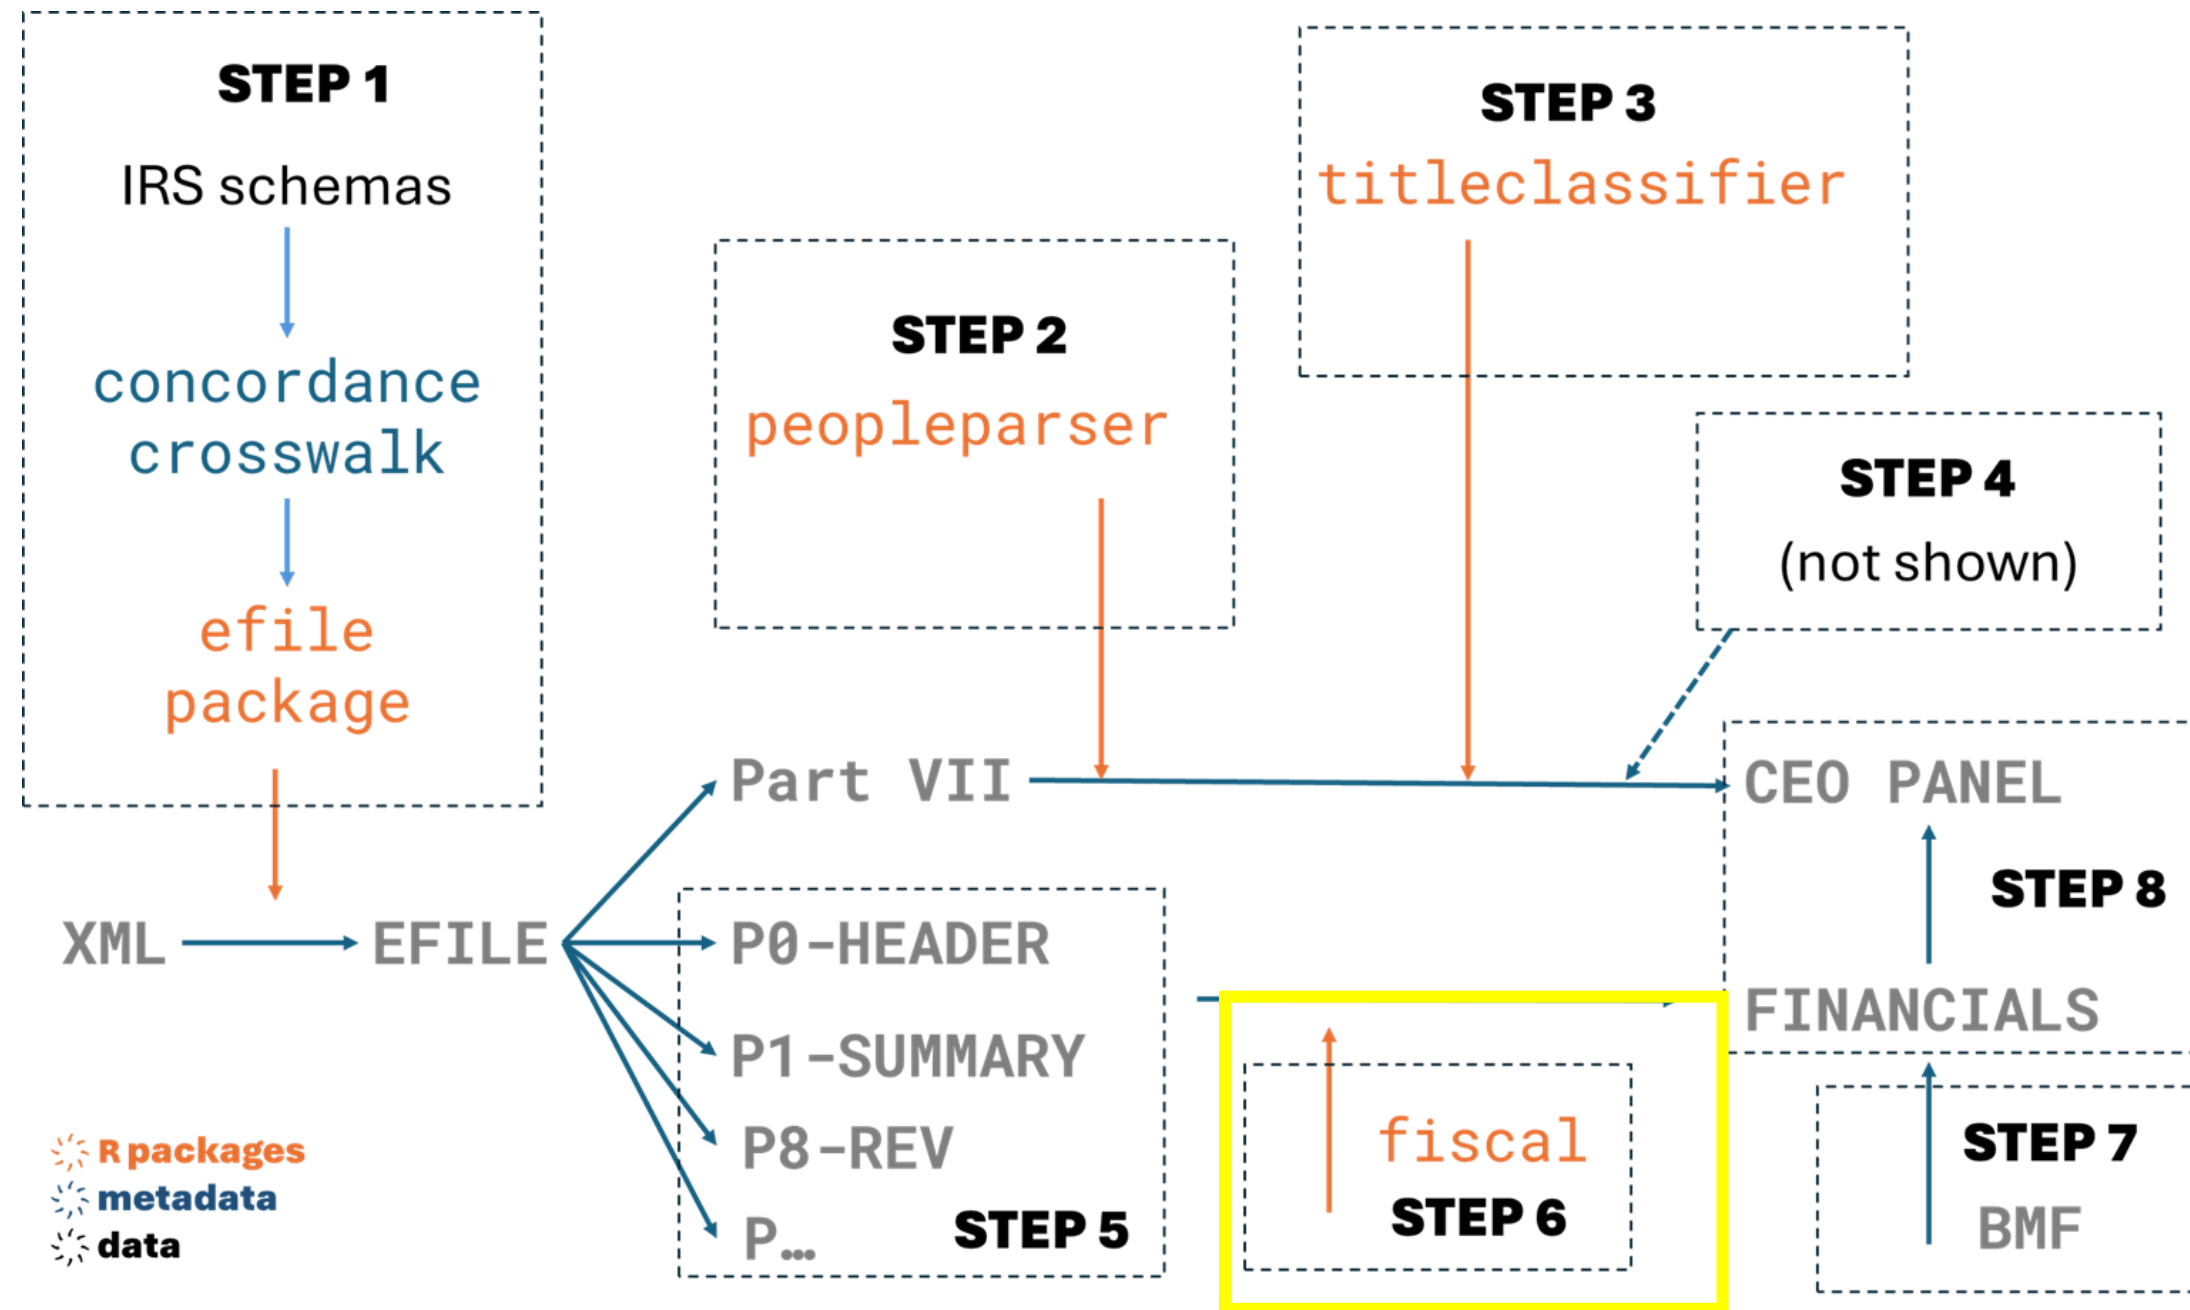 STEP 1
IRS schemas
concordance
crosswalk
efile
package
STEP 2
peopleparser
STEP 3
titleclassifier
STEP 4
(not shown)
Part VII
CEO PANEL
STEP 8
XML
EFILE
P0-HEADER
P1-SUMMARY
P8-REV
P…
STEP 5
FINANCIALS
fiscal
STEP 6
STEP 7
BMF
R packages
metadata
data